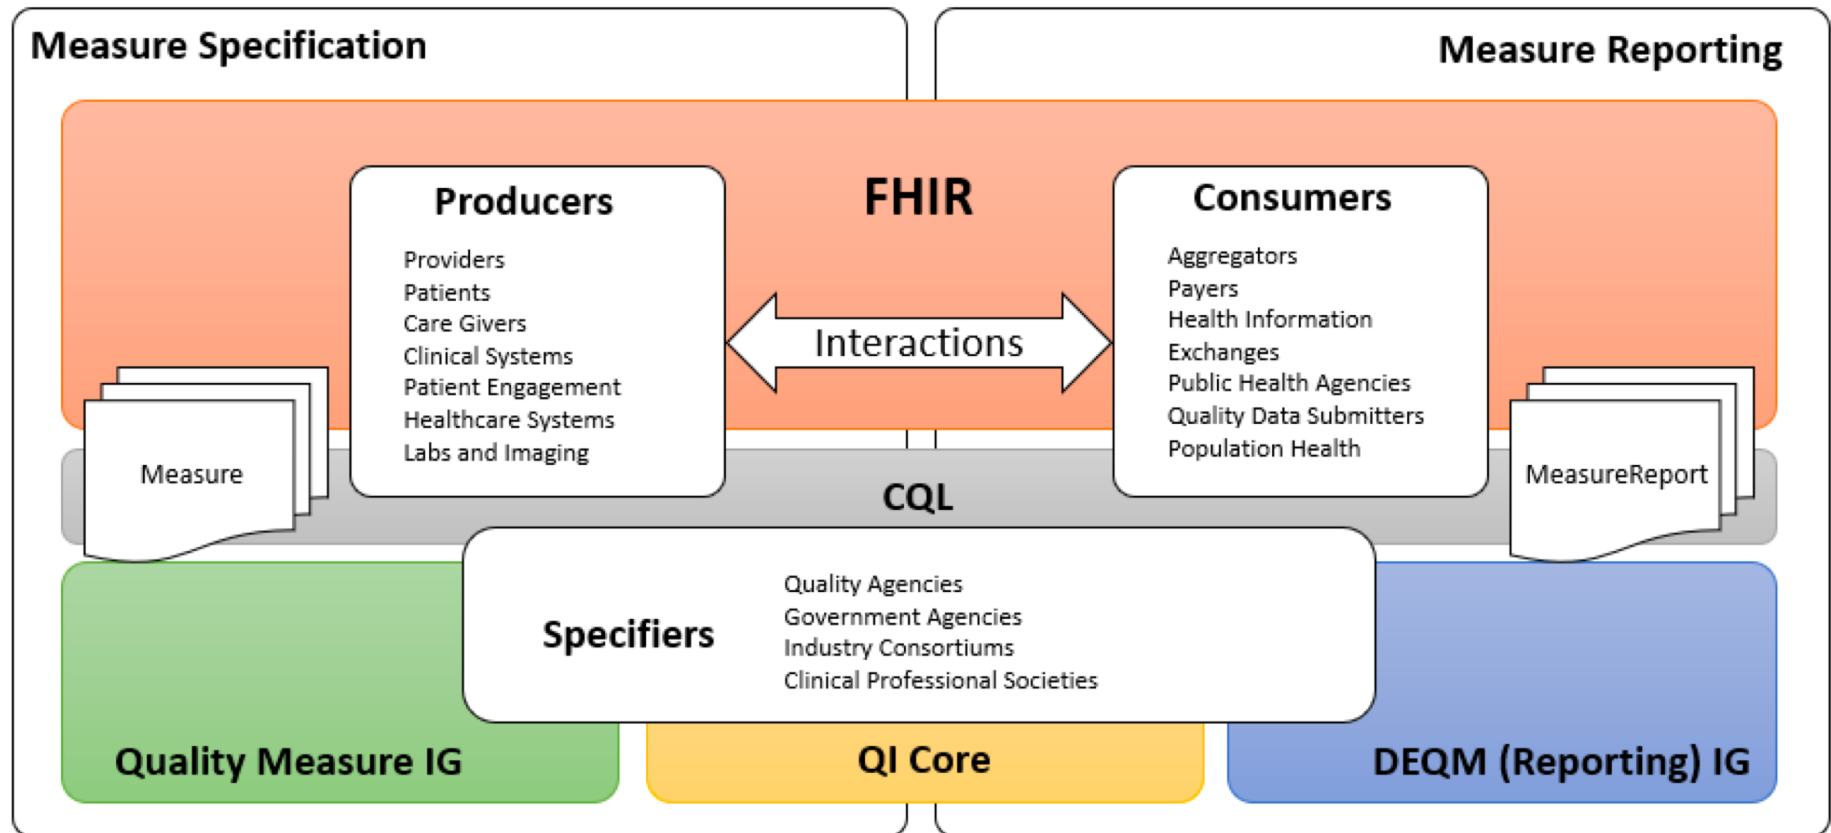 Measure Specification
Measure Reporting
FHIR
Producers
Providers
Patients
Care Givers
Clinical Systems
Patient Engagement
Healthcare Systems
Labs and Imaging
Interactions
Consumers
Aggregators
Payers
Health Information
Exchanges
Public Health Agencies
Quality Data Submitters
Population Health
Measure
CQL
MeasureReport
Specifiers
Quality Agencies
Government Agencies
Industry Consortiums
Clinical Professional Societies
Quality Measure IG
QI Core
DEQM (Reporting) IG